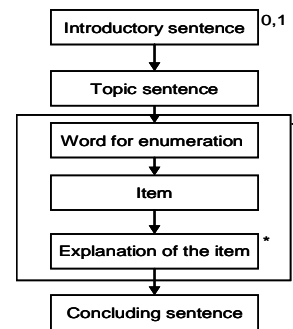 Introductory sentence 0,1
Topic sentence
Word for enumeration
Item
Explanation of the item *
Concluding sentence